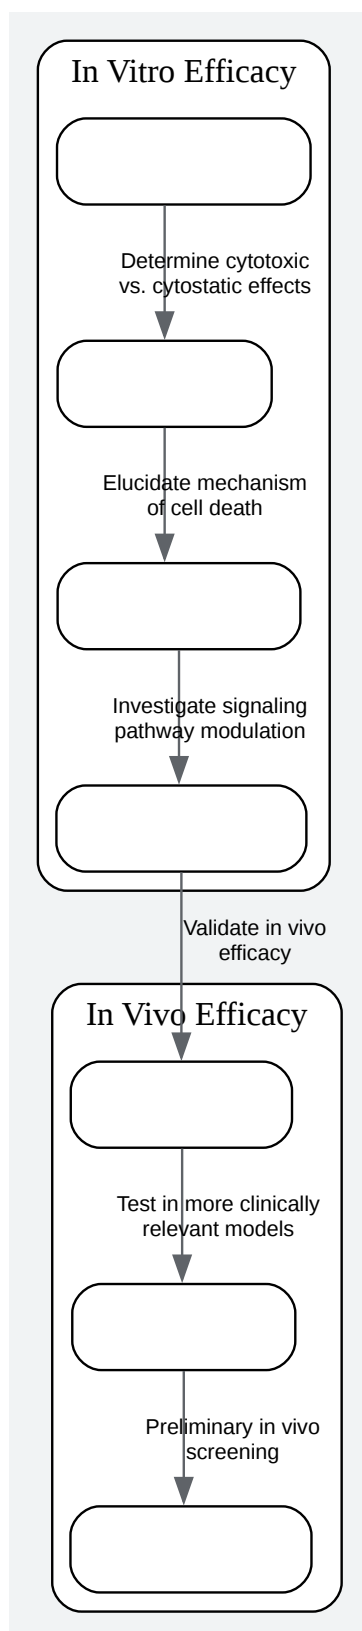 In Vitro Efficacy
Determine cytotoxic
vs. cytostatic effects
Elucidate mechanism
of cell death
Investigate signaling
pathway modulation
Validate in vivo
efficacy
In Vivo Efficacy
Test in more clinically
relevant models
Preliminary in vivo
screening